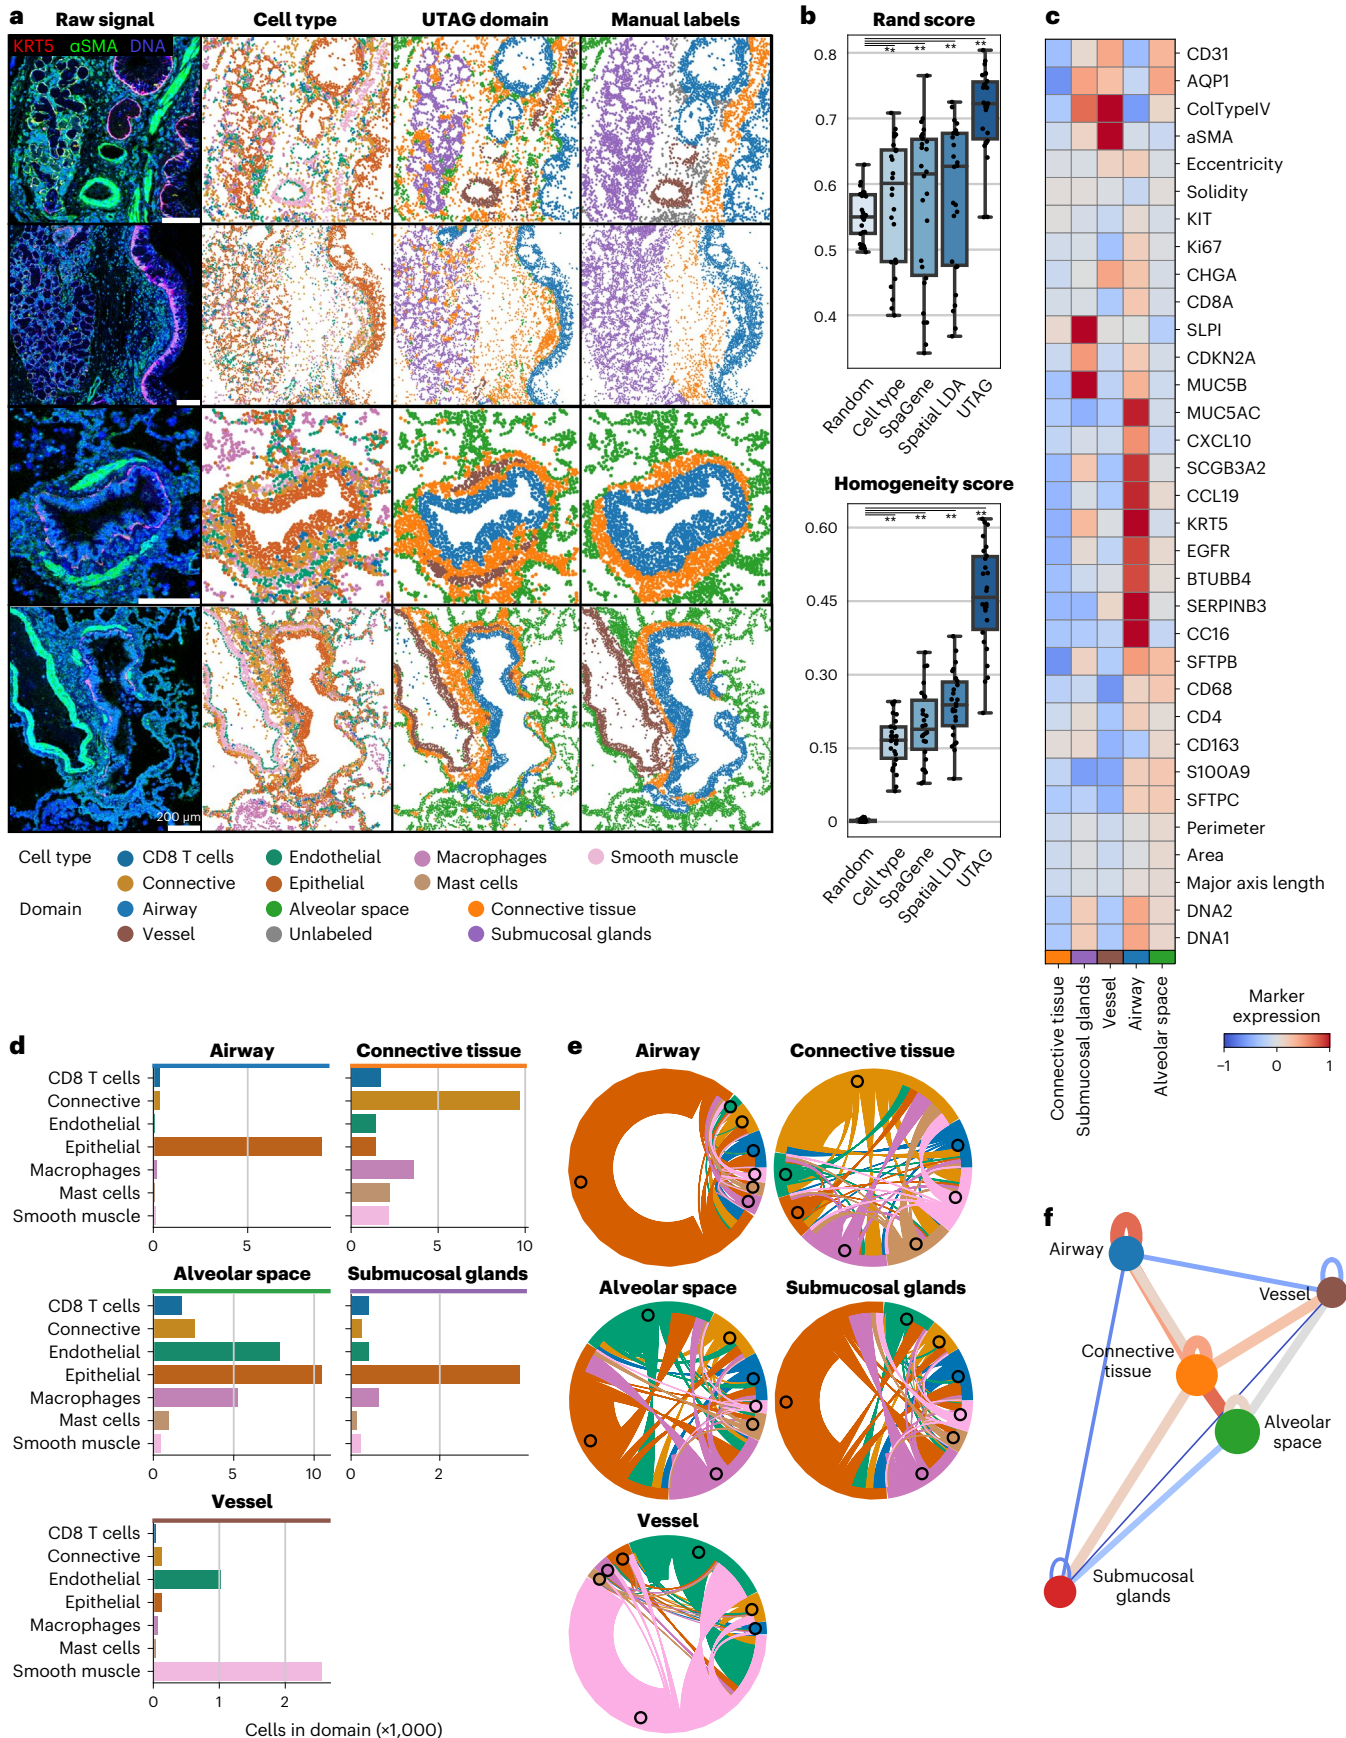 a
Raw signal
Cell type
UTAG domain
Manual labels
KRT5 αSMA DNA
200 µm
Cell type
CD8 T cells
Endothelial
Macrophages
Smooth muscle
Connective
Epithelial
Mast cells
Domain
Airway
Alveolar space
Connective tissue
Vessel
Unlabeled
Submucosal glands
b
Rand score
0.8
0.7
0.6
0.5
0.4
**
**
**
**
Random
Cell type
SpaGene
Spatial LDA
UTAG
Homogeneity score
0.60
0.45
0.30
0.15
0
**
**
**
**
Random
Cell type
SpaGene
Spatial LDA
UTAG
c
CD31
AQP1
ColTypeIV
aSMA
Eccentricity
Solidity
KIT
Ki67
CHGA
CD8A
SLPI
CDKN2A
MUC5B
MUC5AC
CXCL10
SCGB3A2
CCL19
KRT5
EGFR
BTUBB4
SERPINB3
CC16
SFTPB
CD68
CD4
CD163
S100A9
SFTPC
Perimeter
Area
Major axis length
DNA2
DNA1
Connective tissue
Submucosal glands
Vessel
Airway
Alveolar space
Marker
expression
−1 0 1
d
Airway
CD8 T cells
Connective
Endothelial
Epithelial
Macrophages
Mast cells
Smooth muscle
0 5
Connective tissue
0 5 10
Alveolar space
CD8 T cells
Connective
Endothelial
Epithelial
Macrophages
Mast cells
Smooth muscle
0 5 10
Submucosal glands
0 2
Vessel
CD8 T cells
Connective
Endothelial
Epithelial
Macrophages
Mast cells
Smooth muscle
0 1 2
Cells in domain (×1,000)
e
Airway
Connective tissue
Alveolar space
Submucosal glands
Vessel
f
Airway
Vessel
Connective
tissue
Alveolar
space
Submucosal
glands